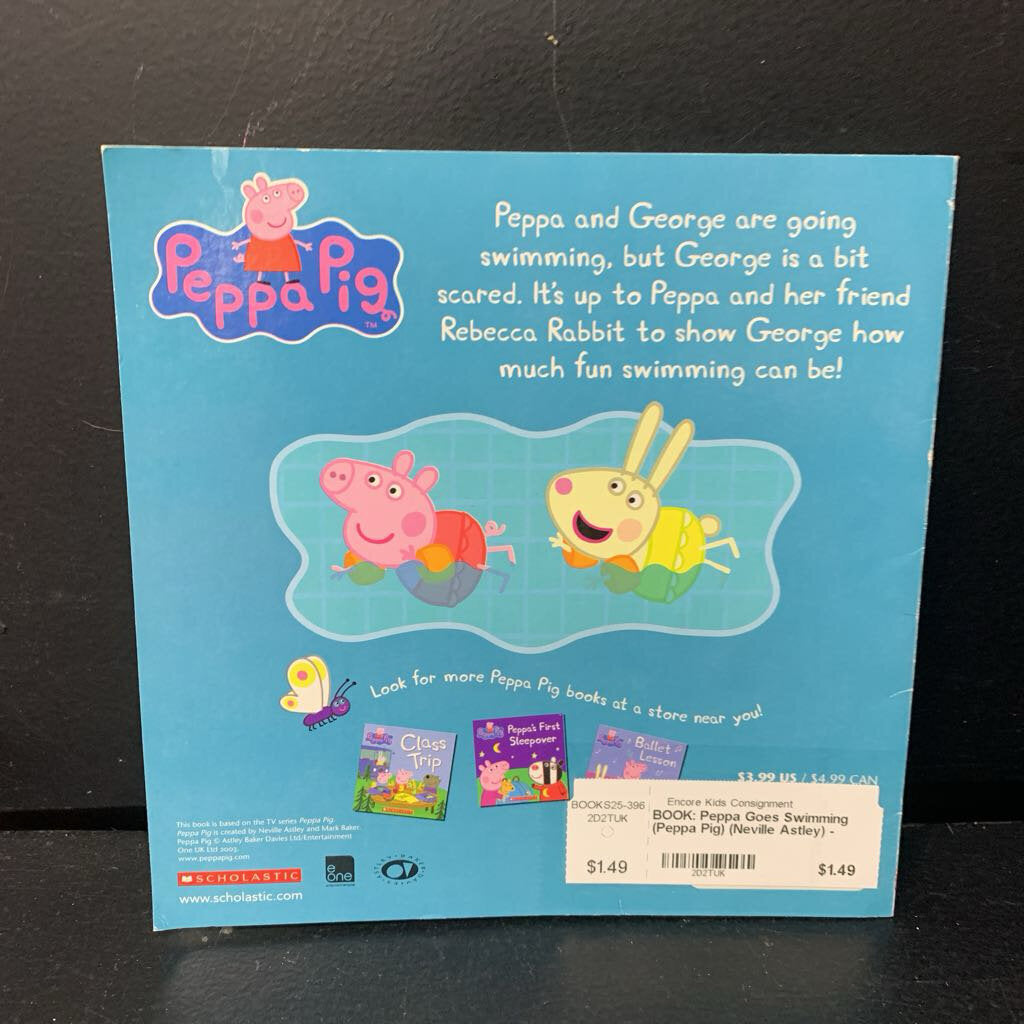 Peppa Pig
TM
Peppa and George are going
swimming, but George is a bit
scared. It's up to Peppa and her friend
Rebecca Rabbit to show George how
much fun swimming can be!
Look for more Peppa Pig books at a store near you!
Class
Trip
Peppa's First
Sleepover
Ballet
Lesson
$3.99 US / $4.99 CAN
This book is based on the TV series Peppa Pig.
Peppa Pig is created by Neville Astley and Mark Baker.
Peppa Pig © Astley Baker Davies Ltd/Entertainment
One UK Ltd 2003.
www.peppapig.com
SCHOLASTIC
www.scholastic.com
e
one
BOOKS25-396
2D2TUK
$1.49
Encore Kids Consignment
BOOK: Peppa Goes Swimming
(Peppa Pig) (Neville Astley) -
2D2TUK
$1.49